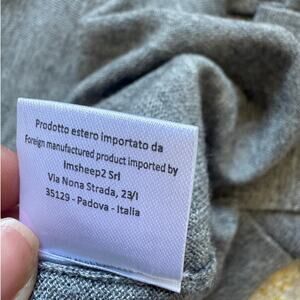 Prodotto estero importato da
Foreign manufactured product imported by
Imsheep2 Srl
Via Nona Strada, 23/I
35129 - Padova - Italia